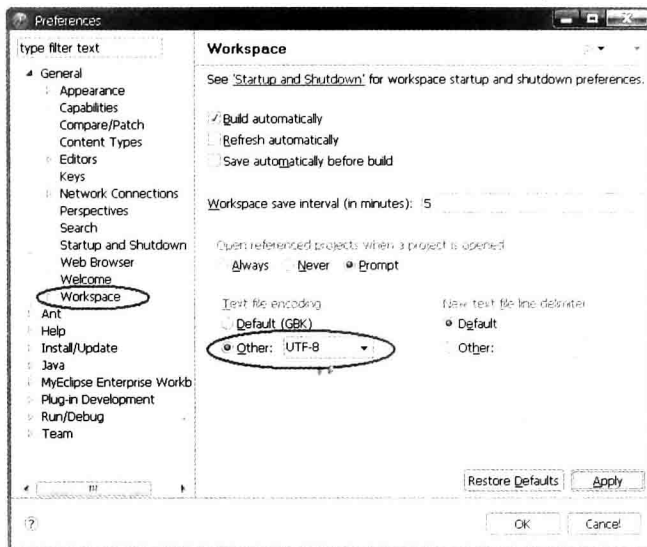 Preferences
type filter text
General
Appearance
Capabilities
Compare/Patch
Content Types
Editors
Keys
Network Connections
Perspectives
Search
Startup and Shutdown
Web Browser
Welcome
Workspace
Ant
Help
Install/Update
Java
MyEclipse Enterprise Workb
Plug-in Development
Run/Debug
Team
Workspace
See 'Startup and Shutdown' for workspace startup and shutdown preferences.
Build automatically
Refresh automatically
Save automatically before build
Workspace save interval (in minutes): 5
Open referenced projects when a project is opened
Always Never Prompt
Text file encoding
Default (GBK)
Other: UTF-8
New text file line delimiter
Default
Other:
Restore Defaults Apply
OK Cancel